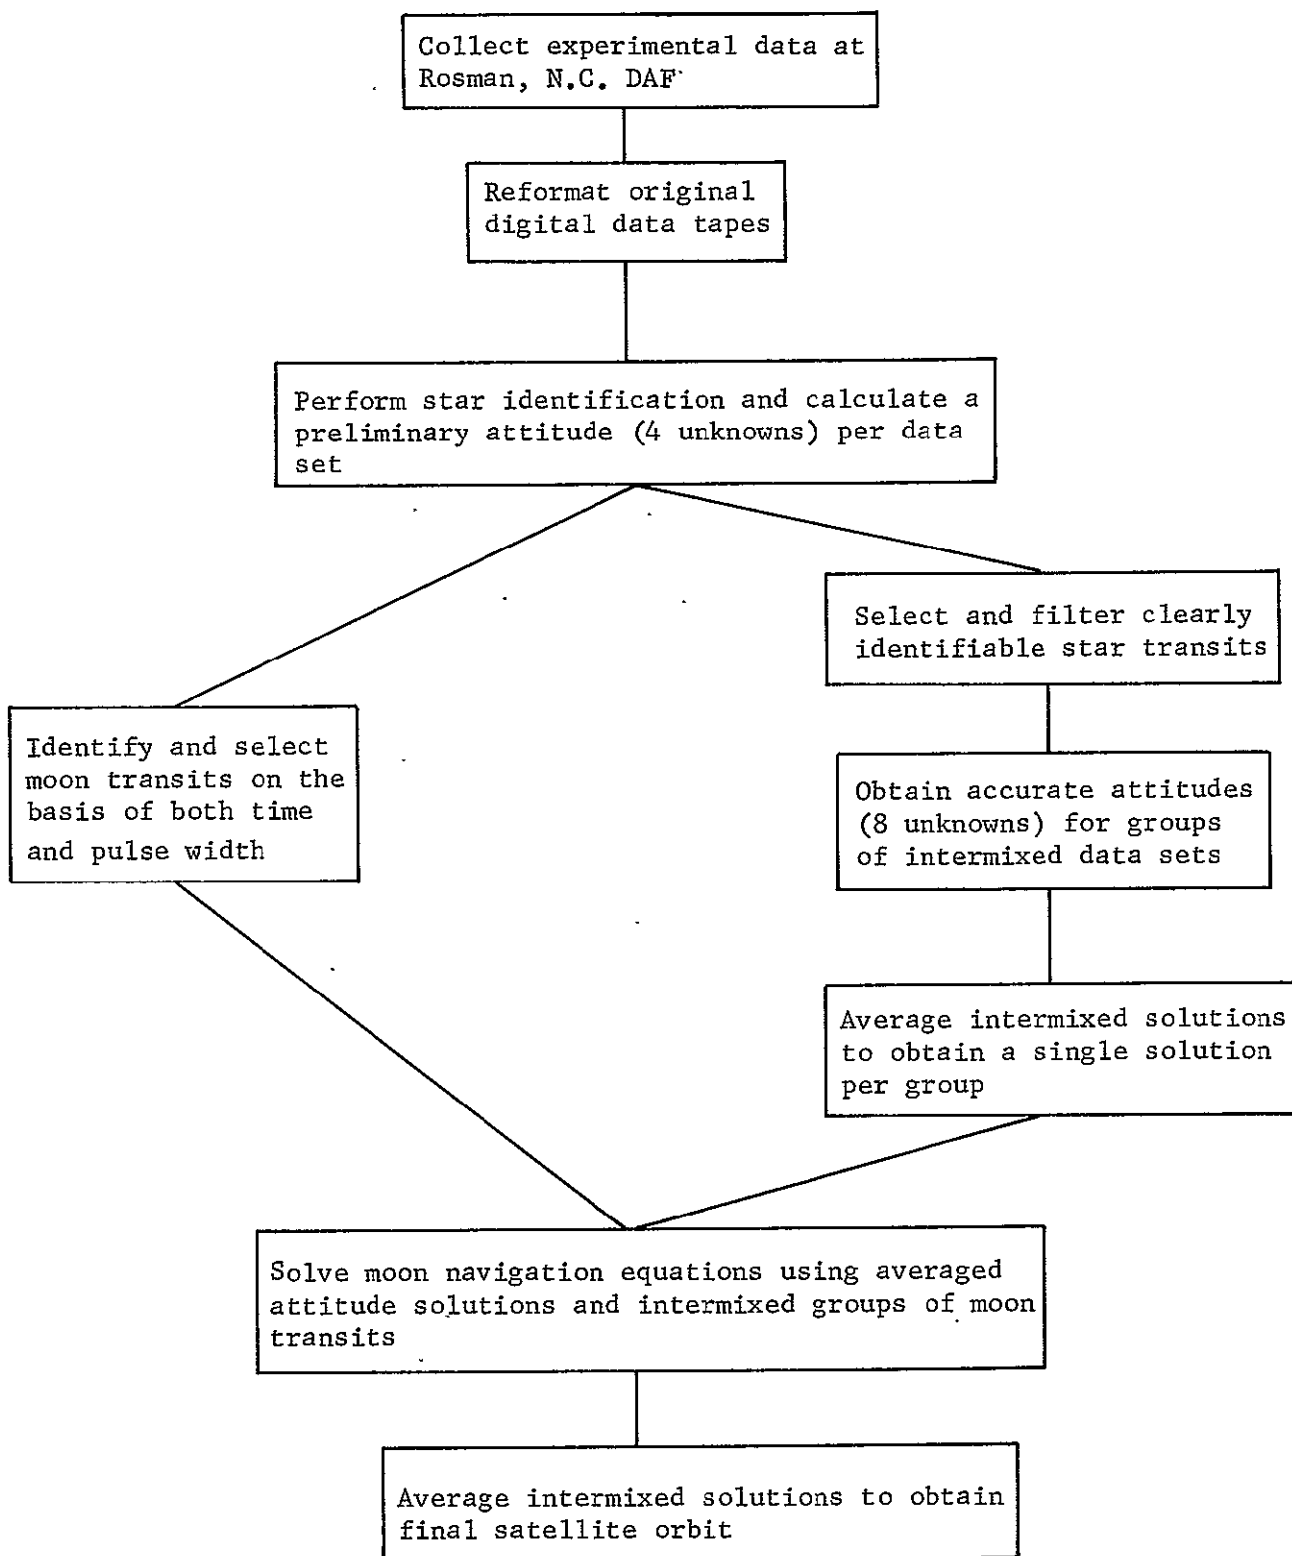 Collect experimental data at
Rosman, N.C. DAF
Reformat original
digital data tapes
Perform star identification and calculate a
preliminary attitude (4 unknowns) per data
set
Select and filter clearly
identifiable star transits
Identify and select
moon transits on the
basis of both time
and pulse width
Obtain accurate attitudes
(8 unknowns) for groups
of intermixed data sets
Average intermixed solutions
to obtain a single solution
per group
Solve moon navigation equations using averaged
attitude solutions and intermixed groups of moon
transits
Average intermixed solutions to obtain
final satellite orbit